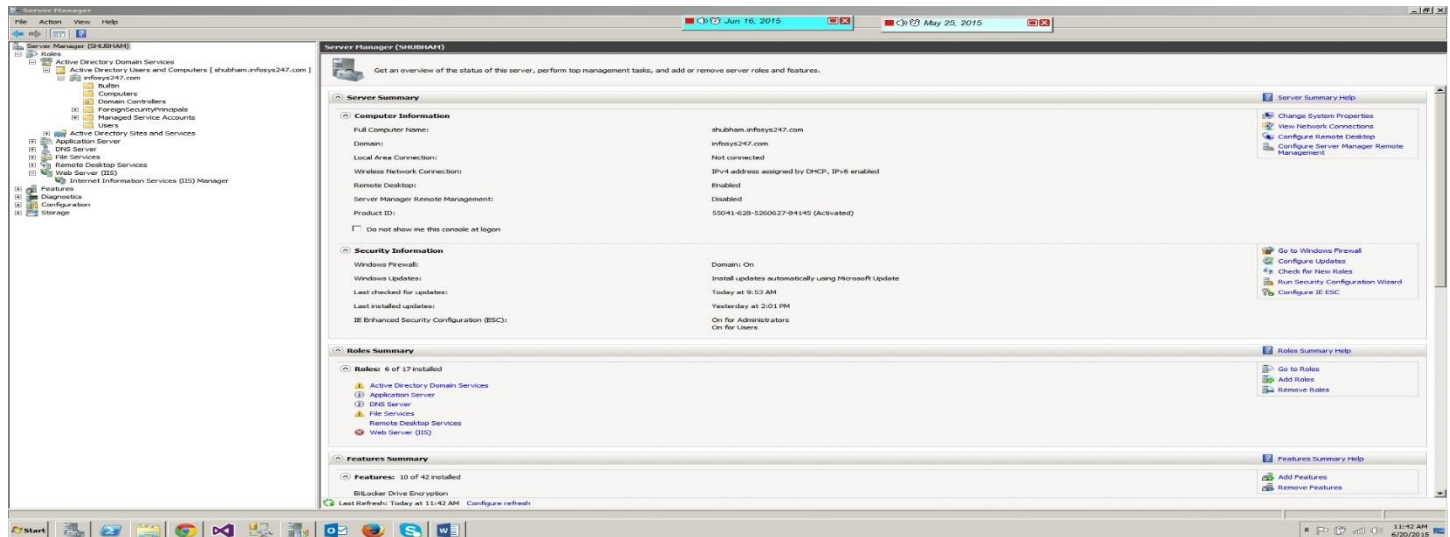 Server Manager
File Action View Help
Jun 16, 2015
May 25, 2015
Server Manager (SHUBHAM)
Roles
Active Directory Domain Services
Active Directory Users and Computers [ shubham.infosys247.com ]
infosys247.com
Builtin
Computers
Domain Controllers
ForeignSecurityPrincipals
Managed Service Accounts
Users
Active Directory Sites and Services
Application Server
DNS Server
File Services
Remote Desktop Services
Web Server (IIS)
Internet Information Services (IIS) Manager
Features
Diagnostics
Configuration
Storage
Server Manager (SHUBHAM)
Get an overview of the status of this server, perform top management tasks, and add or remove server roles and features.
Server Summary
Server Summary Help
Computer Information
Full Computer Name: shubham.infosys247.com
Domain: infosys247.com
Local Area Connection: Not connected
Wireless Network Connection: IPv4 address assigned by DHCP, IPv6 enabled
Remote Desktop: Enabled
Server Manager Remote Management: Disabled
Product ID: 55041-628-5260627-84145 (Activated)
Do not show me this console at logon
Change System Properties
View Network Connections
Configure Remote Desktop
Configure Server Manager Remote
Management
Security Information
Windows Firewall: Domain: On
Windows Updates: Install updates automatically using Microsoft Update
Last checked for updates: Today at 9:53 AM
Last installed updates: Yesterday at 2:01 PM
IE Enhanced Security Configuration (ESC): On for Administrators
On for Users
Go to Windows Firewall
Configure Updates
Check for New Roles
Run Security Configuration Wizard
Configure IE ESC
Roles Summary
Roles Summary Help
Roles: 6 of 17 installed
Active Directory Domain Services
Application Server
DNS Server
File Services
Remote Desktop Services
Web Server (IIS)
Go to Roles
Add Roles
Remove Roles
Features Summary
Features Summary Help
Features: 10 of 42 installed
BitLocker Drive Encryption
Add Features
Remove Features
Last Refresh: Today at 11:42 AM Configure refresh
Start
11:42 AM
6/20/2015